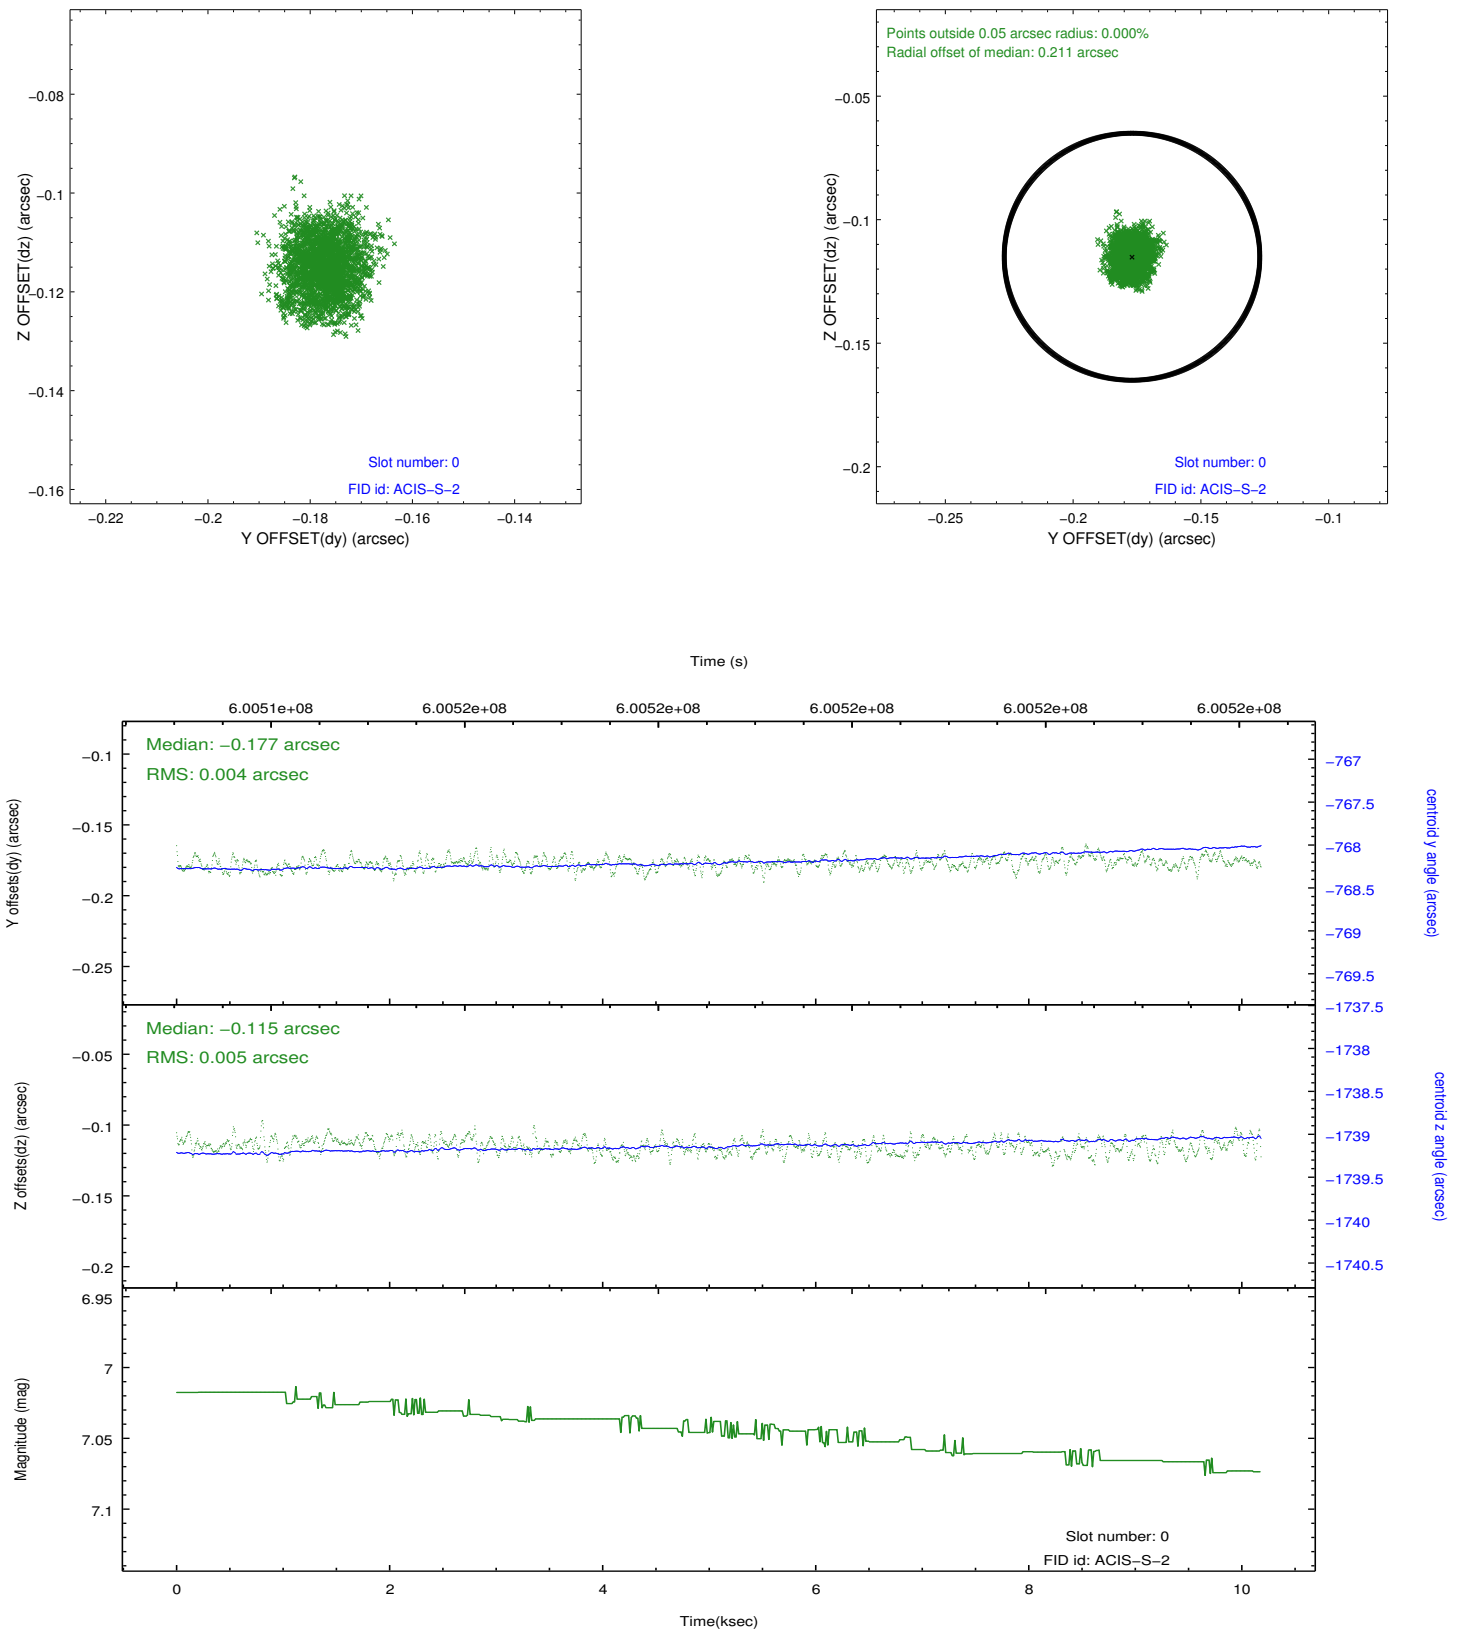 −0.08
−0.1
−0.12
−0.14
−0.16
Z OFFSET(dz) (arcsec)
Slot number: 0
FID id: ACIS−S−2
−0.22 −0.2 −0.18 −0.16 −0.14
Y OFFSET(dy) (arcsec)
Points outside 0.05 arcsec radius: 0.000%
Radial offset of median: 0.211 arcsec
−0.05
−0.1
−0.15
−0.2
Z OFFSET(dz) (arcsec)
Slot number: 0
FID id: ACIS−S−2
−0.25 −0.2 −0.15 −0.1
Y OFFSET(dy) (arcsec)
Time (s)
6.0051e+08 6.0052e+08 6.0052e+08 6.0052e+08 6.0052e+08 6.0052e+08
Median: −0.177 arcsec
RMS: 0.004 arcsec
−0.1
−0.15
−0.2
−0.25
Y offsets(dy) (arcsec)
−767
−767.5
−768
−768.5
−769
−769.5
centroid y angle (arcsec)
Median: −0.115 arcsec
RMS: 0.005 arcsec
−0.05
−0.1
−0.15
−0.2
Z offsets(dz) (arcsec)
−1737.5
−1738
−1738.5
−1739
−1739.5
−1740
−1740.5
centroid z angle (arcsec)
6.95
7
7.05
7.1
Magnitude (mag)
Slot number: 0
FID id: ACIS−S−2
0 2 4 6 8 10
Time(ksec)